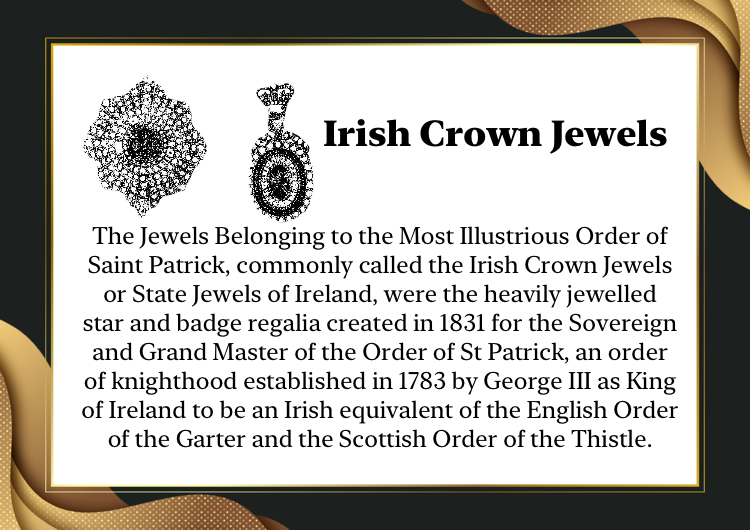 Irish Crown Jewels
The Jewels Belonging to the Most Illustrious Order of
Saint Patrick, commonly called the Irish Crown Jewels
or State Jewels of Ireland, were the heavily jewelled
star and badge regalia created in 1831 for the Sovereign
and Grand Master of the Order of St Patrick, an order
of knighthood established in 1783 by George III as King
of Ireland to be an Irish equivalent of the English Order
of the Garter and the Scottish Order of the Thistle.